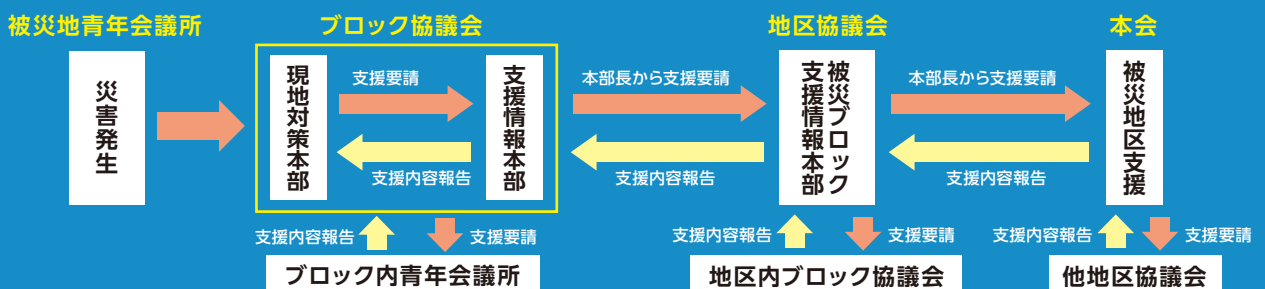 被災地青年会議所
ブロック協議会
地区協議会
本会
災害発生
現地対策本部
支援要請
支援内容報告
支援情報本部
本部長から支援要請
支援内容報告
被災ブロック
支援情報本部
本部長から支援要請
支援内容報告
被災地区支援
支援内容報告
支援要請
支援内容報告
支援要請
支援内容報告
支援要請
ブロック内青年会議所
地区内ブロック協議会
他地区協議会